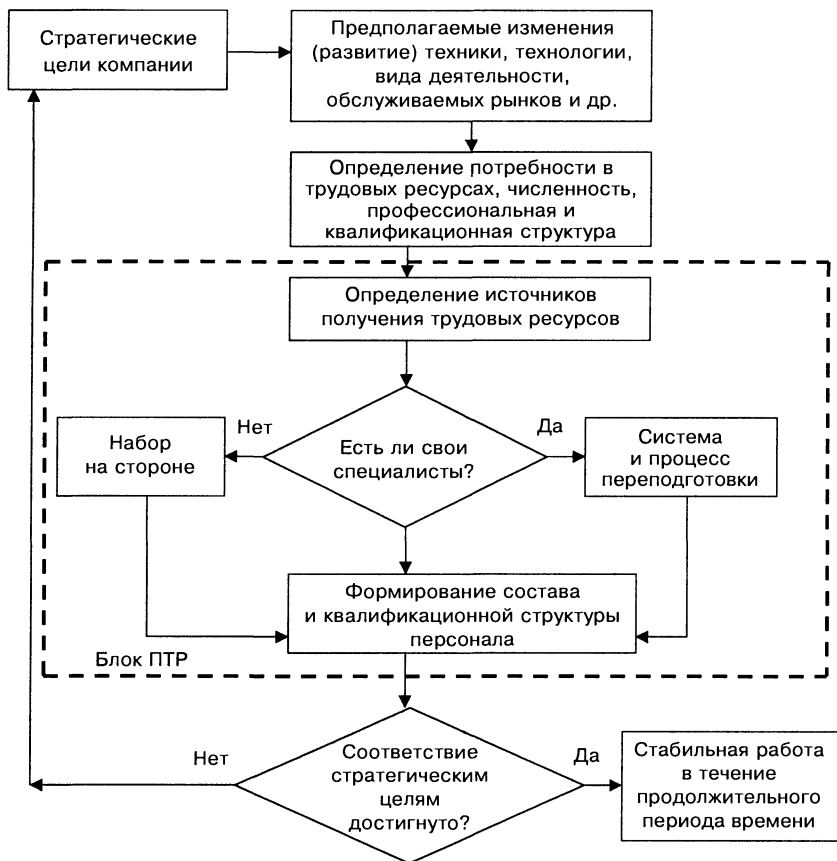 Стратегические
цели компании
Предполагаемые изменения
(развитие) техники, технологии,
вида деятельности,
обслуживаемых рынков и др.
Определение потребности в
трудовых ресурсах, численность,
профессиональная и
квалификационная структура
Определение источников
получения трудовых ресурсов
Нет
Есть ли свои
специалисты?
Да
Набор
на стороне
Система
и процесс
переподготовки
Формирование состава
и квалификационной структуры
персонала
Блок ПТР
Нет
Соответствие
стратегическим
целям
достигнуто?
Да
Стабильная работа
в течение
продолжительного
периода времени